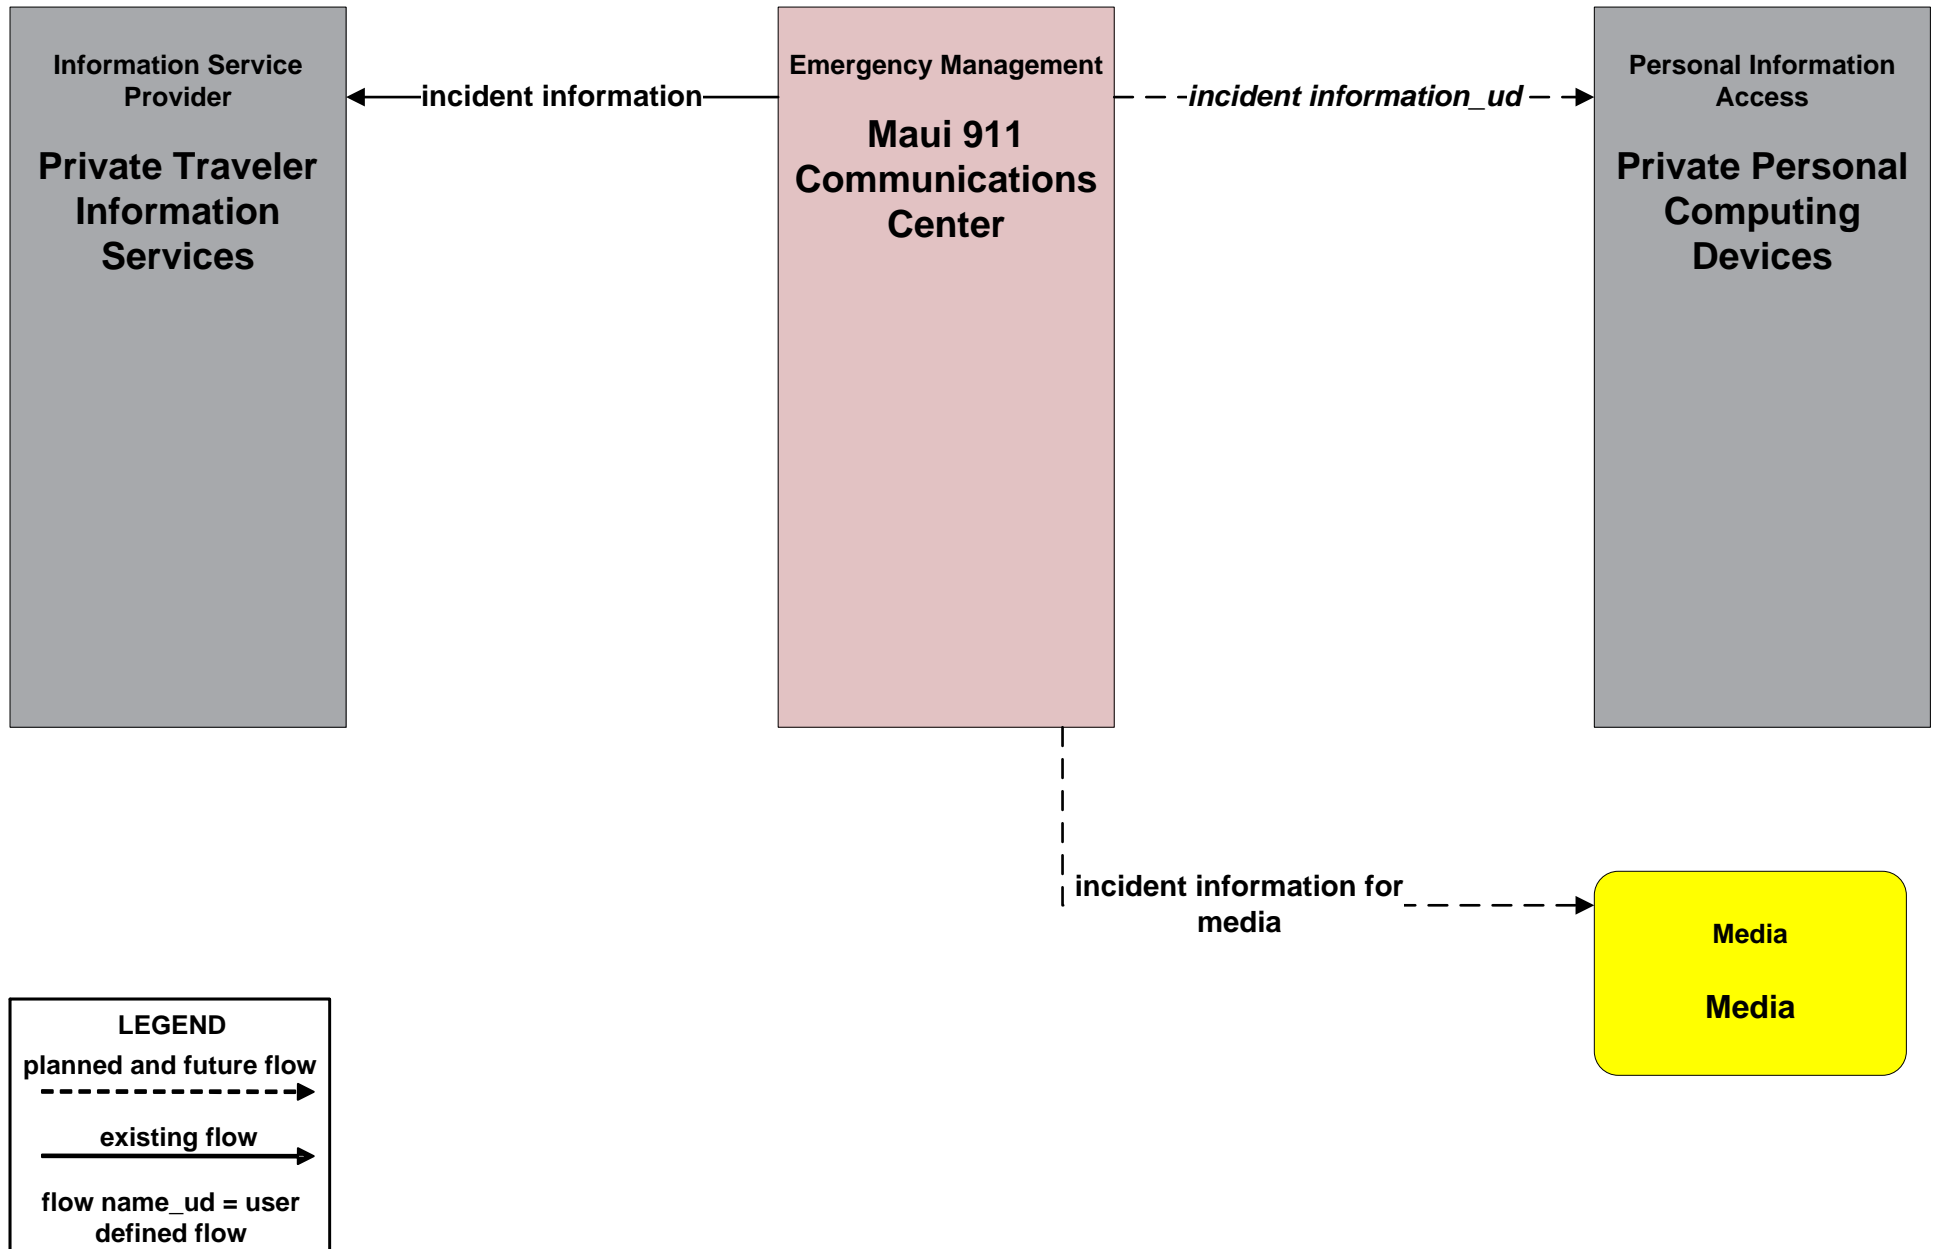 Information Service
Provider
Private Traveler
Information
Services
incident information
Emergency Management
Maui 911
Communications
Center
incident information_ud
Personal Information
Access
Private Personal
Computing
Devices
incident information for
media
Media
Media
LEGEND
planned and future flow
existing flow
flow name_ud = user
defined flow